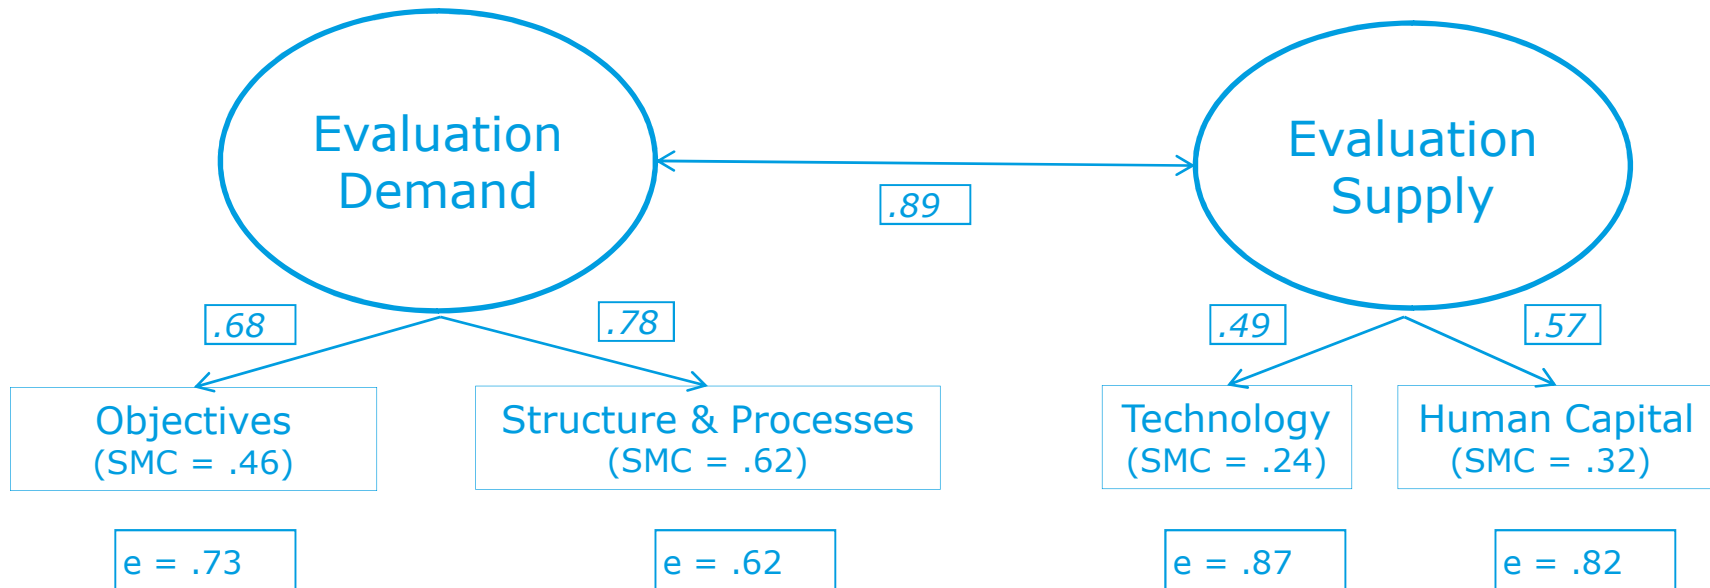 Evaluation
Demand
Evaluation
Supply
.89
.68
.78
.49
.57
Objectives
(SMC = .46)
Structure & Processes
(SMC = .62)
Technology
(SMC = .24)
Human Capital
(SMC = .32)
e = .73
e = .62
e = .87
e = .82